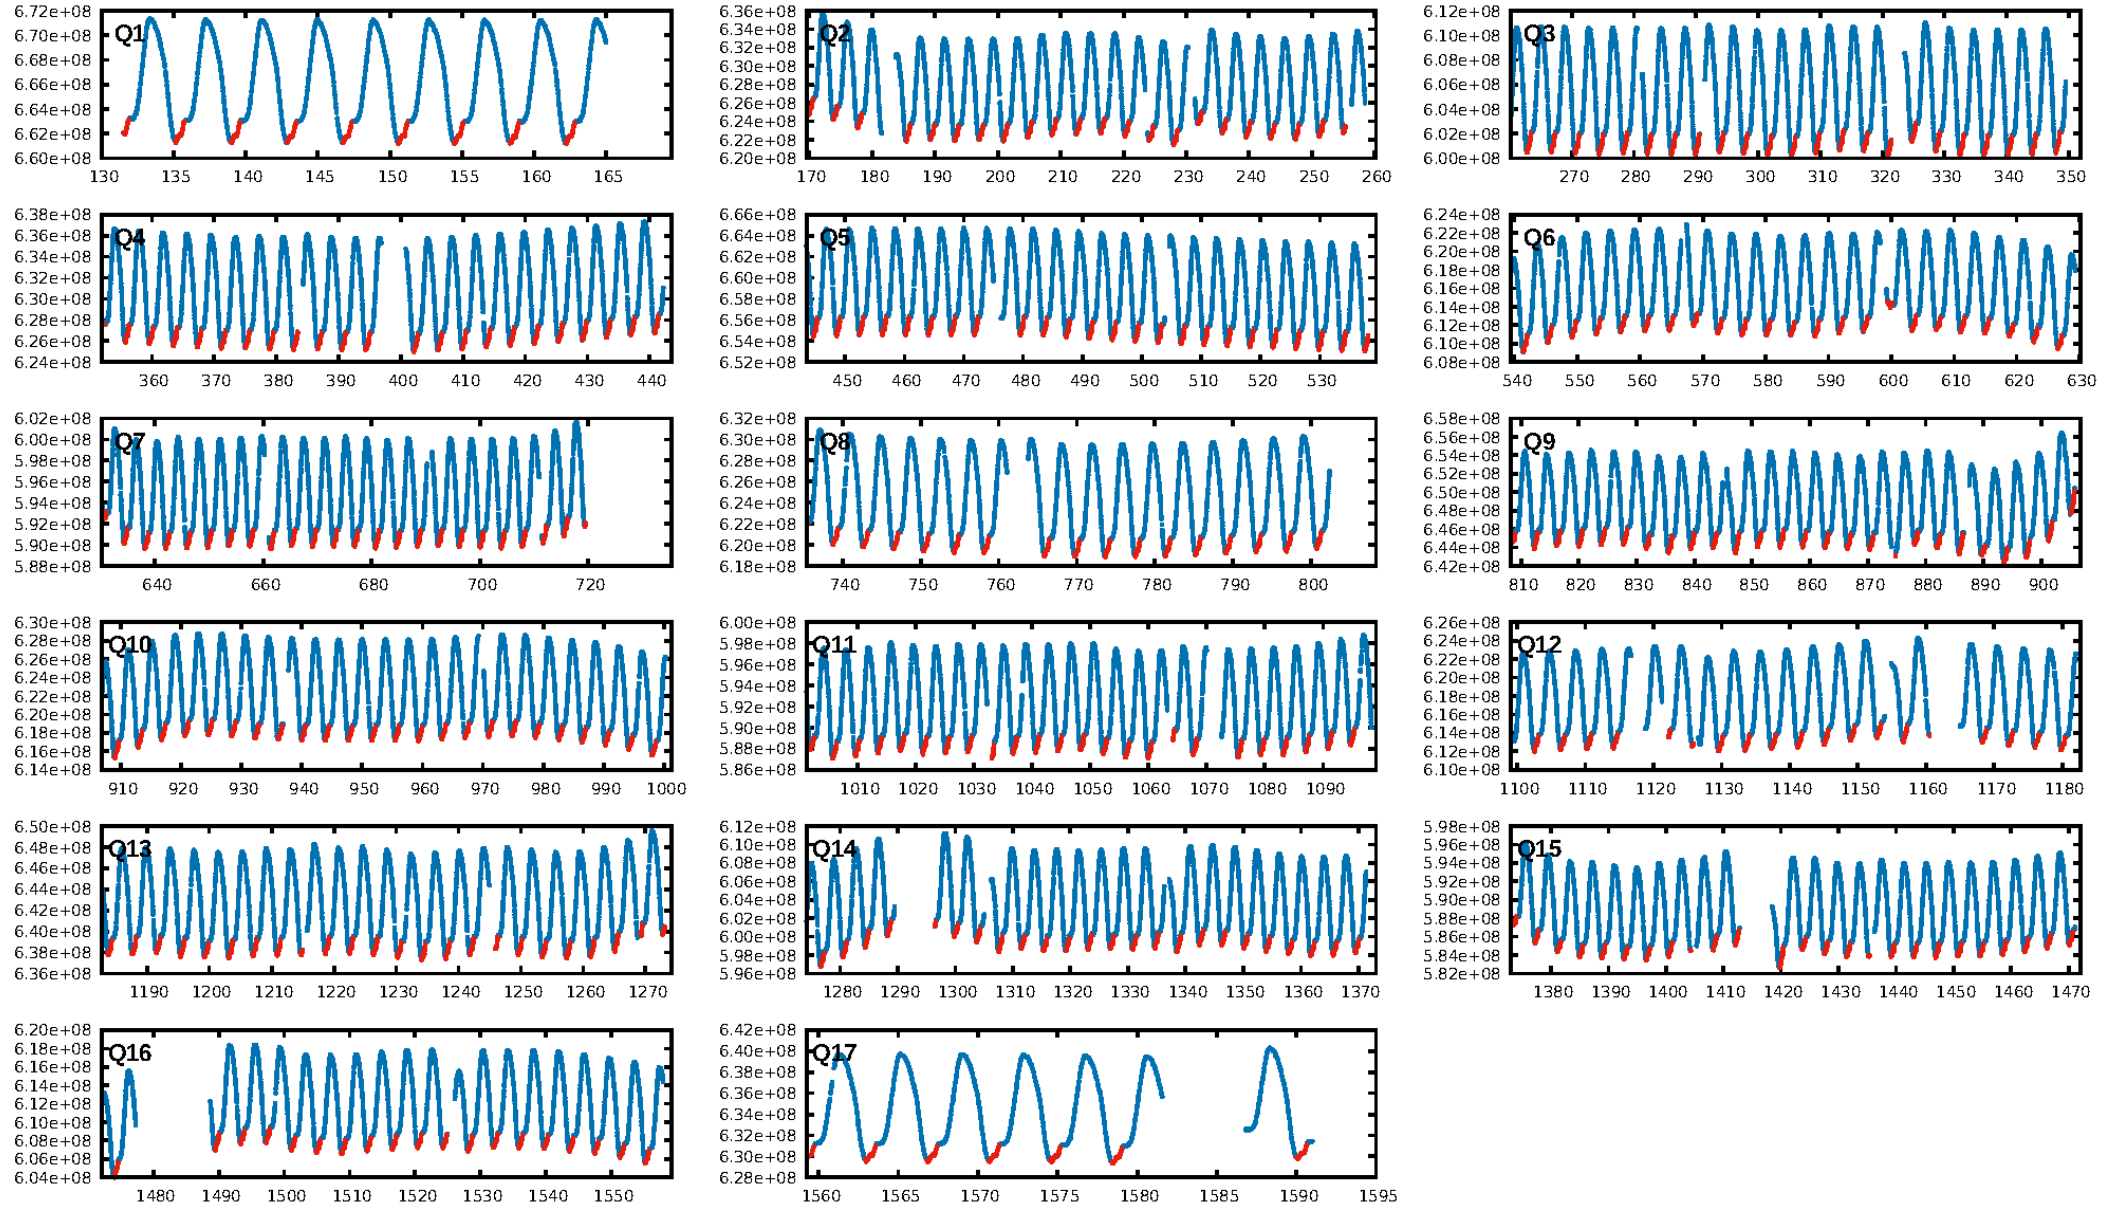 6.72e+08 6.70e+08 6.68e+08 6.66e+08 6.64e+08 6.62e+08 6.60e+08
Q1
130 135 140 145 150 155 160 165
6.36e+08 6.34e+08 6.32e+08 6.30e+08 6.28e+08 6.26e+08 6.24e+08 6.22e+08 6.20e+08
Q2
170 180 190 200 210 220 230 240 250 260
6.12e+08 6.10e+08 6.08e+08 6.06e+08 6.04e+08 6.02e+08 6.00e+08
Q3
270 280 290 300 310 320 330 340 350
6.38e+08 6.36e+08 6.34e+08 6.32e+08 6.30e+08 6.28e+08 6.26e+08 6.24e+08
Q4
360 370 380 390 400 410 420 430 440
6.66e+08 6.64e+08 6.62e+08 6.60e+08 6.58e+08 6.56e+08 6.54e+08 6.52e+08
Q5
450 460 470 480 490 500 510 520 530
6.24e+08 6.22e+08 6.20e+08 6.18e+08 6.16e+08 6.14e+08 6.12e+08 6.10e+08 6.08e+08
Q6
540 550 560 570 580 590 600 610 620 630
6.02e+08 6.00e+08 5.98e+08 5.96e+08 5.94e+08 5.92e+08 5.90e+08 5.88e+08
Q7
640 660 680 700 720
6.32e+08 6.30e+08 6.28e+08 6.26e+08 6.24e+08 6.22e+08 6.20e+08 6.18e+08
Q8
740 750 760 770 780 790 800
6.58e+08 6.56e+08 6.54e+08 6.52e+08 6.50e+08 6.48e+08 6.46e+08 6.44e+08 6.42e+08
Q9
810 820 830 840 850 860 870 880 890 900
6.30e+08 6.28e+08 6.26e+08 6.24e+08 6.22e+08 6.20e+08 6.18e+08 6.16e+08 6.14e+08
Q10
910 920 930 940 950 960 970 980 990 1000
6.00e+08 5.98e+08 5.96e+08 5.94e+08 5.92e+08 5.90e+08 5.88e+08 5.86e+08
Q11
1010 1020 1030 1040 1050 1060 1070 1080 1090
6.26e+08 6.24e+08 6.22e+08 6.20e+08 6.18e+08 6.16e+08 6.14e+08 6.12e+08 6.10e+08
Q12
1100 1110 1120 1130 1140 1150 1160 1170 1180
6.50e+08 6.48e+08 6.46e+08 6.44e+08 6.42e+08 6.40e+08 6.38e+08 6.36e+08
Q13
1190 1200 1210 1220 1230 1240 1250 1260 1270
6.12e+08 6.10e+08 6.08e+08 6.06e+08 6.04e+08 6.02e+08 6.00e+08 5.98e+08 5.96e+08
Q14
1280 1290 1300 1310 1320 1330 1340 1350 1360 1370
5.98e+08 5.96e+08 5.94e+08 5.92e+08 5.90e+08 5.88e+08 5.86e+08 5.84e+08 5.82e+08
Q15
1380 1390 1400 1410 1420 1430 1440 1450 1460 1470
6.20e+08 6.18e+08 6.16e+08 6.14e+08 6.12e+08 6.10e+08 6.08e+08 6.06e+08 6.04e+08
Q16
1480 1490 1500 1510 1520 1530 1540 1550
6.42e+08 6.40e+08 6.38e+08 6.36e+08 6.34e+08 6.32e+08 6.30e+08 6.28e+08
Q17
1560 1565 1570 1575 1580 1585 1590 1595